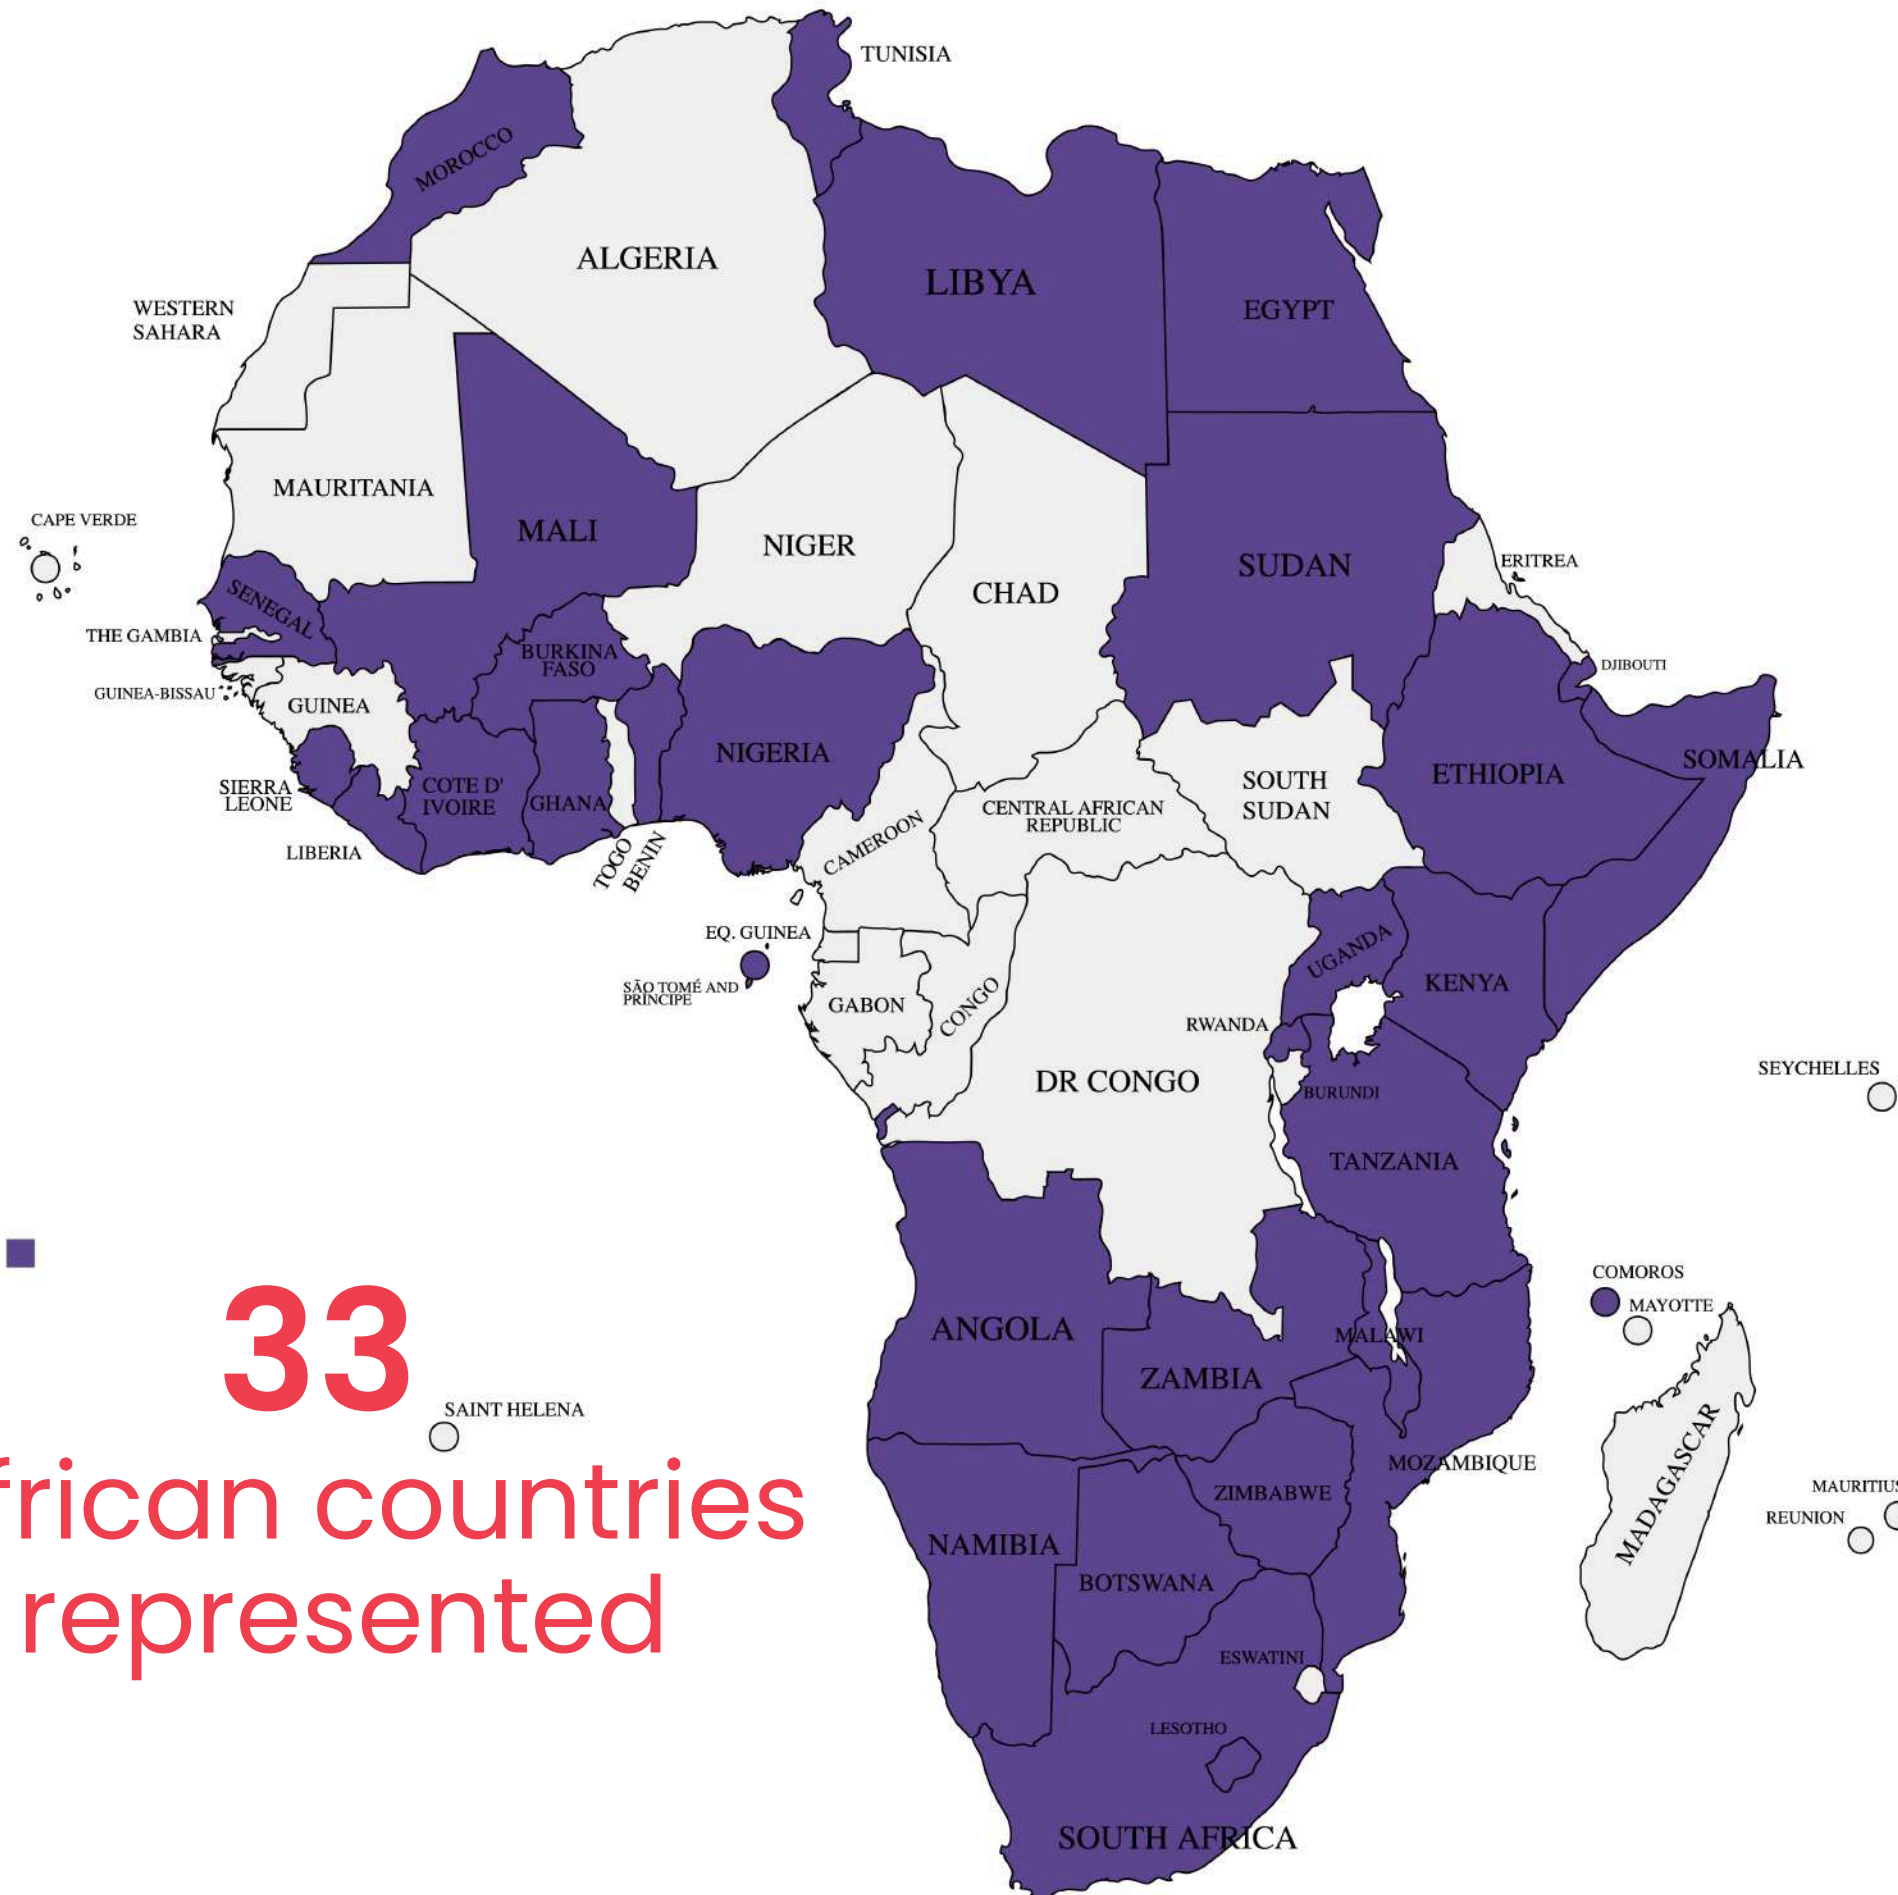 TUNISIA
MOROCCO
ALGERIA
LIBYA
EGYPT
WESTERN
SAHARA
MAURITANIA
MALI
NIGER
CHAD
SUDAN
ERITREA
CAPE VERDE
SENEGAL
THE GAMBIA
BURKINA
FASO
DJIBOUTI
GUINEA-BISSAU
GUINEA
NIGERIA
SOMALIA
ETHIOPIA
SOUTH
SUDAN
SIERRA
LEONE
COTE D'
IVOIRE
GHANA
CENTRAL AFRICAN
REPUBLIC
CAMEROON
LIBERIA
TOGO
BENIN
EQ. GUINEA
UGANDA
KENYA
SÃO TOMÉ AND
PRÍNCIPE
GABON
CONGO
RWANDA
DR CONGO
SEYCHELLES
BURUNDI
TANZANIA
COMOROS
MAYOTTE
ANGOLA
MALAWI
ZAMBIA
33
SAINT HELENA
MOZAMBIQUE
MADAGASCAR
MAURITIUS
REUNION
ZIMBABWE
frican countries
represented
NAMIBIA
BOTSWANA
ESWATINI
LESOTHO
SOUTH AFRICA